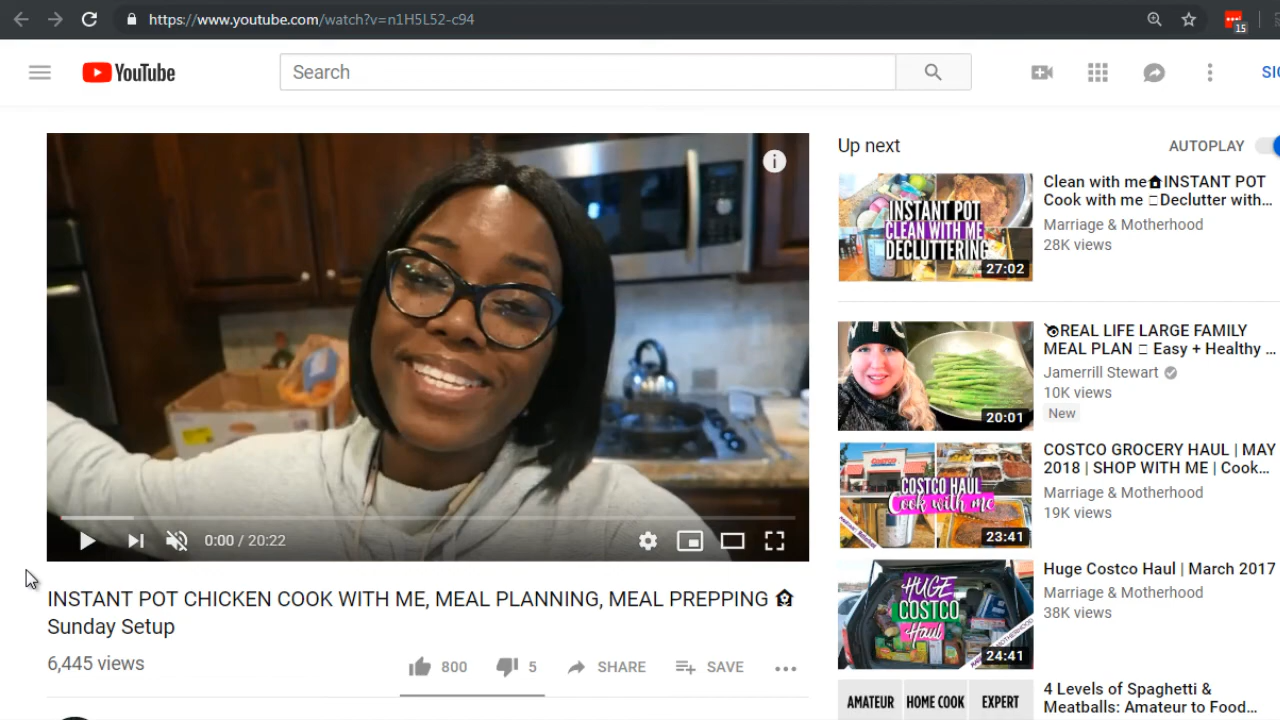 https://www.youtube.com/watch?v=n1H5L52-c94
15
YouTube
Search
SIG
INSTANT POT CHICKEN COOK WITH ME, MEAL PLANNING, MEAL PREPPING
Sunday Setup
6,445 views
800
5
SHARE
SAVE
0:00 / 20:22
Up next
AUTOPLAY
INSTANT POT
CLEAN WITH ME
DECLUTTERING
27:02
Clean with me INSTANT POT
Cook with me Declutter with...
Marriage & Motherhood
28K views
20:01
REAL LIFE LARGE FAMILY
MEAL PLAN Easy + Healthy ...
Jamerrill Stewart
10K views
New
COSTCO HAUL
Cook with me
23:41
COSTCO GROCERY HAUL | MAY
2018 | SHOP WITH ME | Cook...
Marriage & Motherhood
19K views
HUGE
COSTCO
Haul
24:41
Huge Costco Haul | March 2017
Marriage & Motherhood
38K views
AMATEUR HOME COOK EXPERT
4 Levels of Spaghetti &
Meatballs: Amateur to Food...